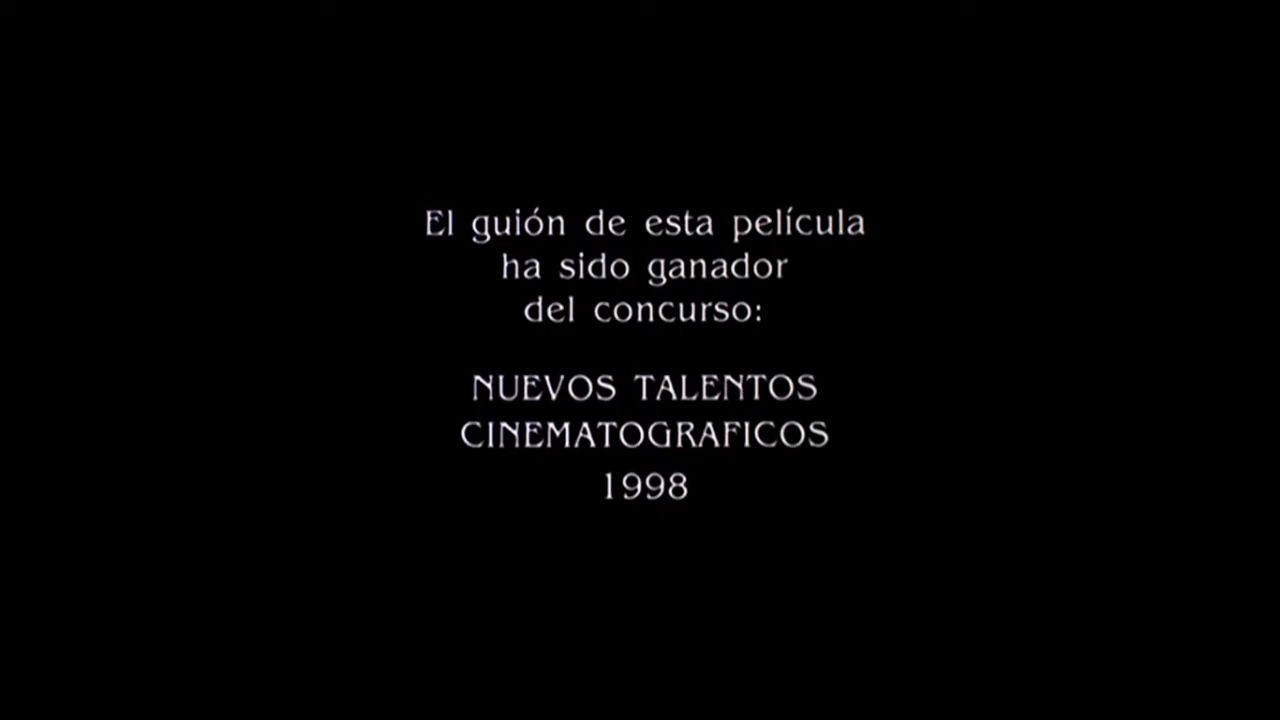 El guión de esta película
ha sido ganador
del concurso:
NUEVOS TALENTOS
CINEMATOGRAFICOS
1998